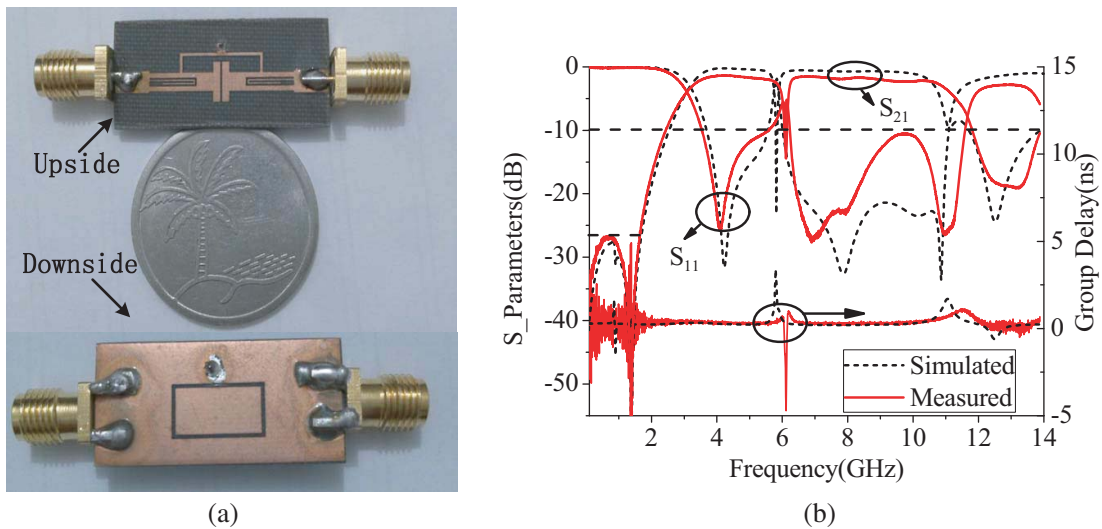 Upside
Downside
(a)
0
-10
-20
-30
-40
-50
S_Parameters(dB)
15
10
5
0
-5
Group Delay(ns)
S21
S11
Simulated
Measured
2 4 6 8 10 12 14
Frequency(GHz)
(b)